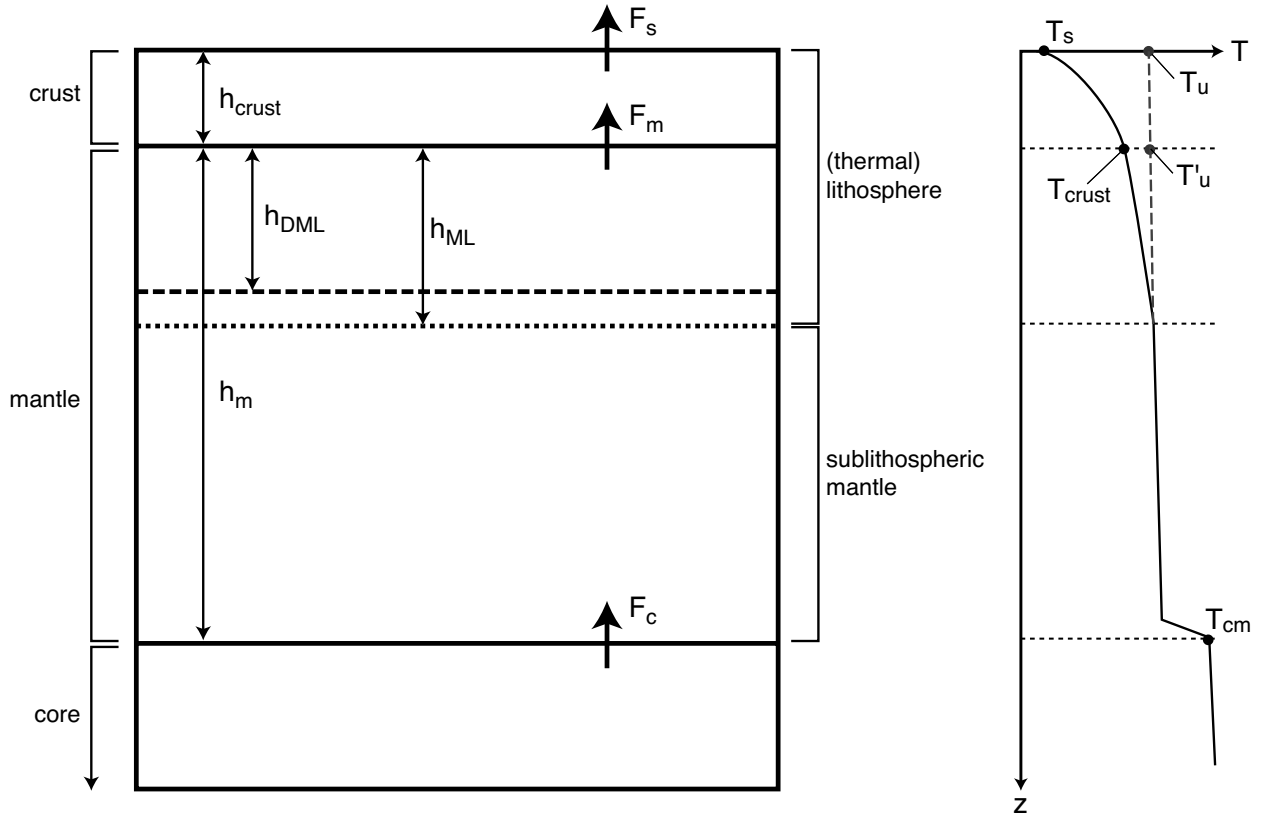 F_s
crust
h_crust
F_m
h_DML
h_ML
(thermal)
lithosphere
mantle
h_m
sublithospheric
mantle
F_c
core
T_s
T
T_u
T_crust
T'_u
T_cm
z